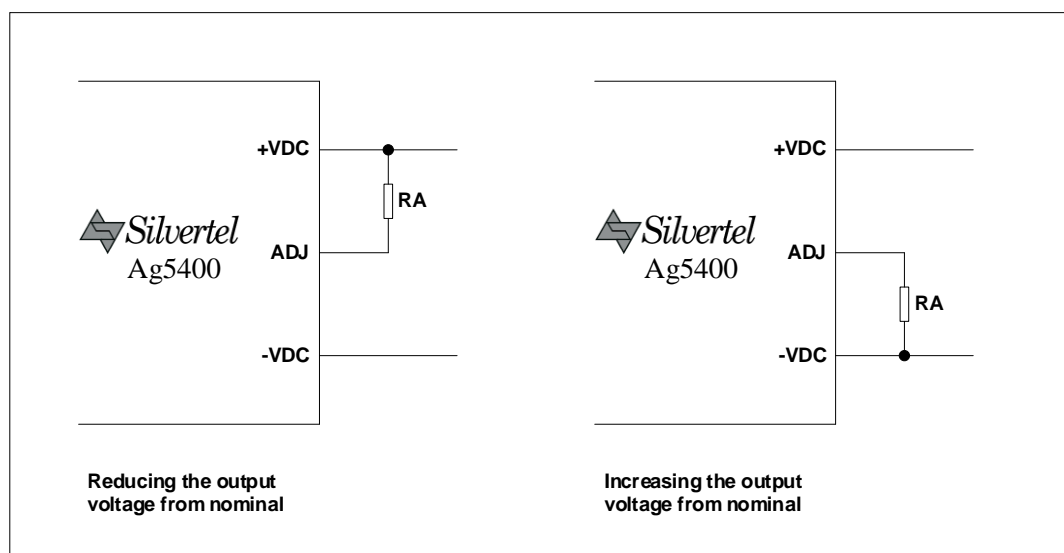 +VDC
RA
Silvertel
ADJ
Ag5400
-VDC
Reducing the output
voltage from nominal
+VDC
Silvertel
ADJ
Ag5400
RA
-VDC
Increasing the output
voltage from nominal